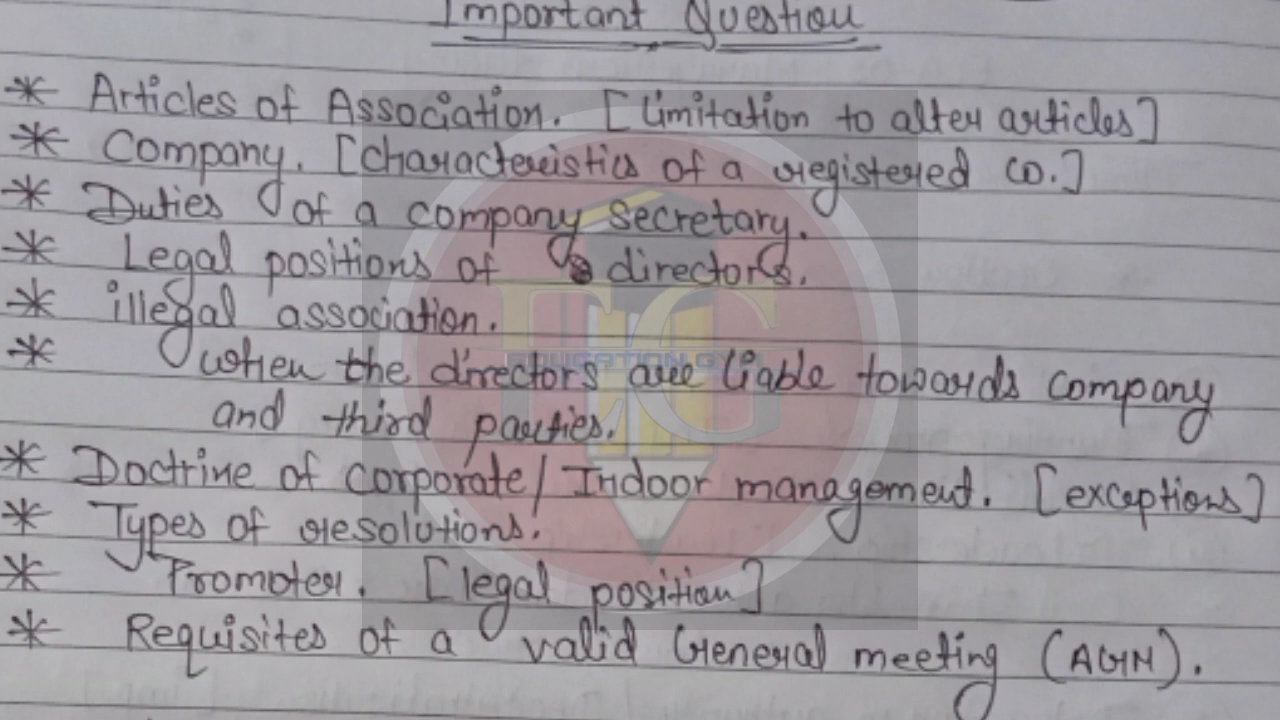 Important Question
* Articles of Association. [limitation to alter articles]
* Company. [characteristics of a registered co.]
* Duties of a company secretary.
* Legal positions of directors.
* illegal association.
* when the directors are liable towards company
and third parties.
* Doctrine of corporate/Indoor management. [exceptions]
* Types of resolutions.
* Promoter. [legal position]
* Requisites of a valid General meeting (AGM).
EG